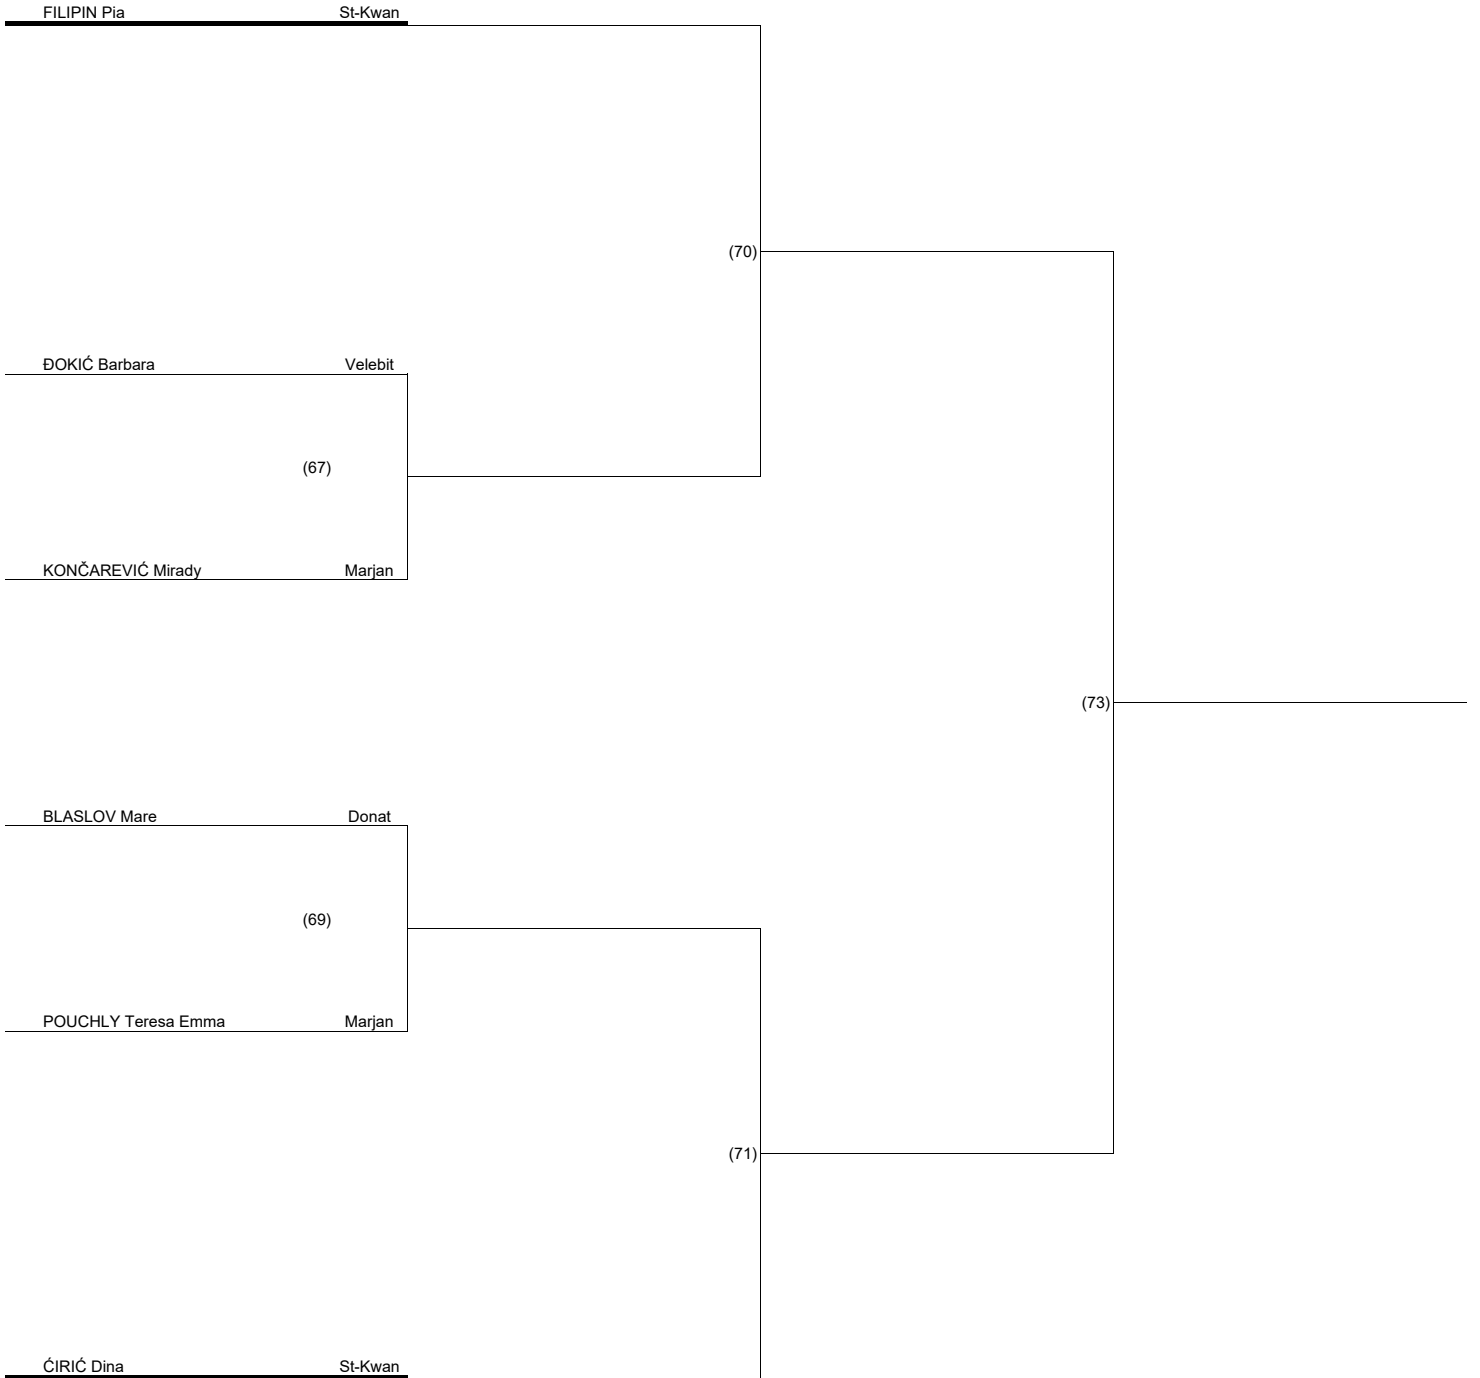 FILIPIN Pia St-Kwan
(70)
ĐOKIĆ Barbara Velebit
(67)
KONČAREVIĆ Mirady Marjan
(73)
BLASLOV Mare Donat
(69)
POUCHLY Teresa Emma Marjan
(71)
ĆIRIĆ Dina St-Kwan